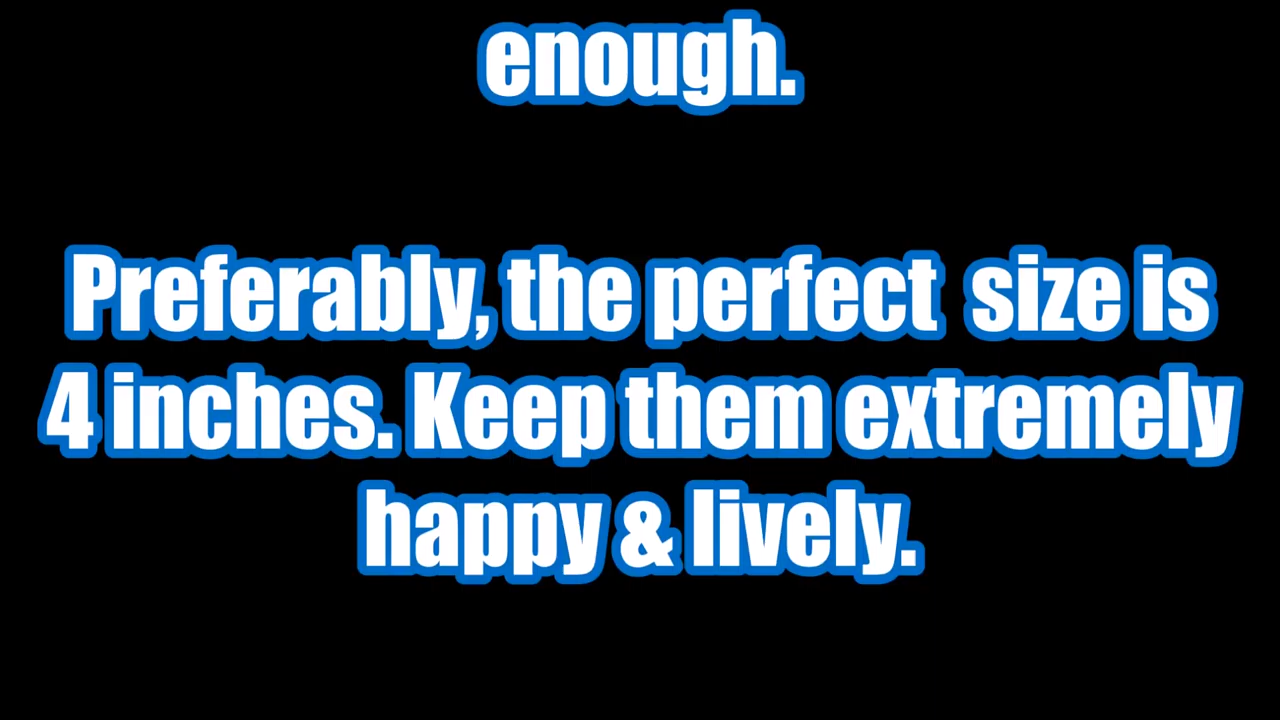 enough.
Preferably, the perfect  size is
4 inches. Keep them extremely
happy & lively.